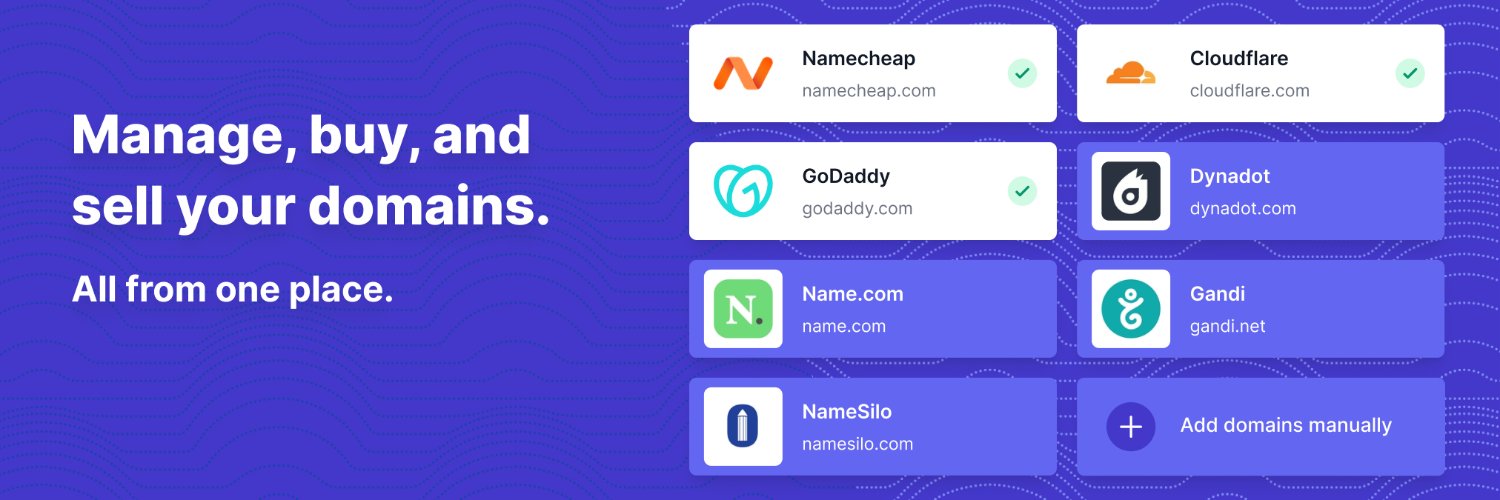 Manage, buy, and
sell your domains.
All from one place.
Namecheap
namecheap.com
Cloudflare
cloudflare.com
GoDaddy
godaddy.com
Dynadot
dynadot.com
N.
Name.com
name.com
Gandi
gandi.net
NameSilo
namesilo.com
Add domains manually